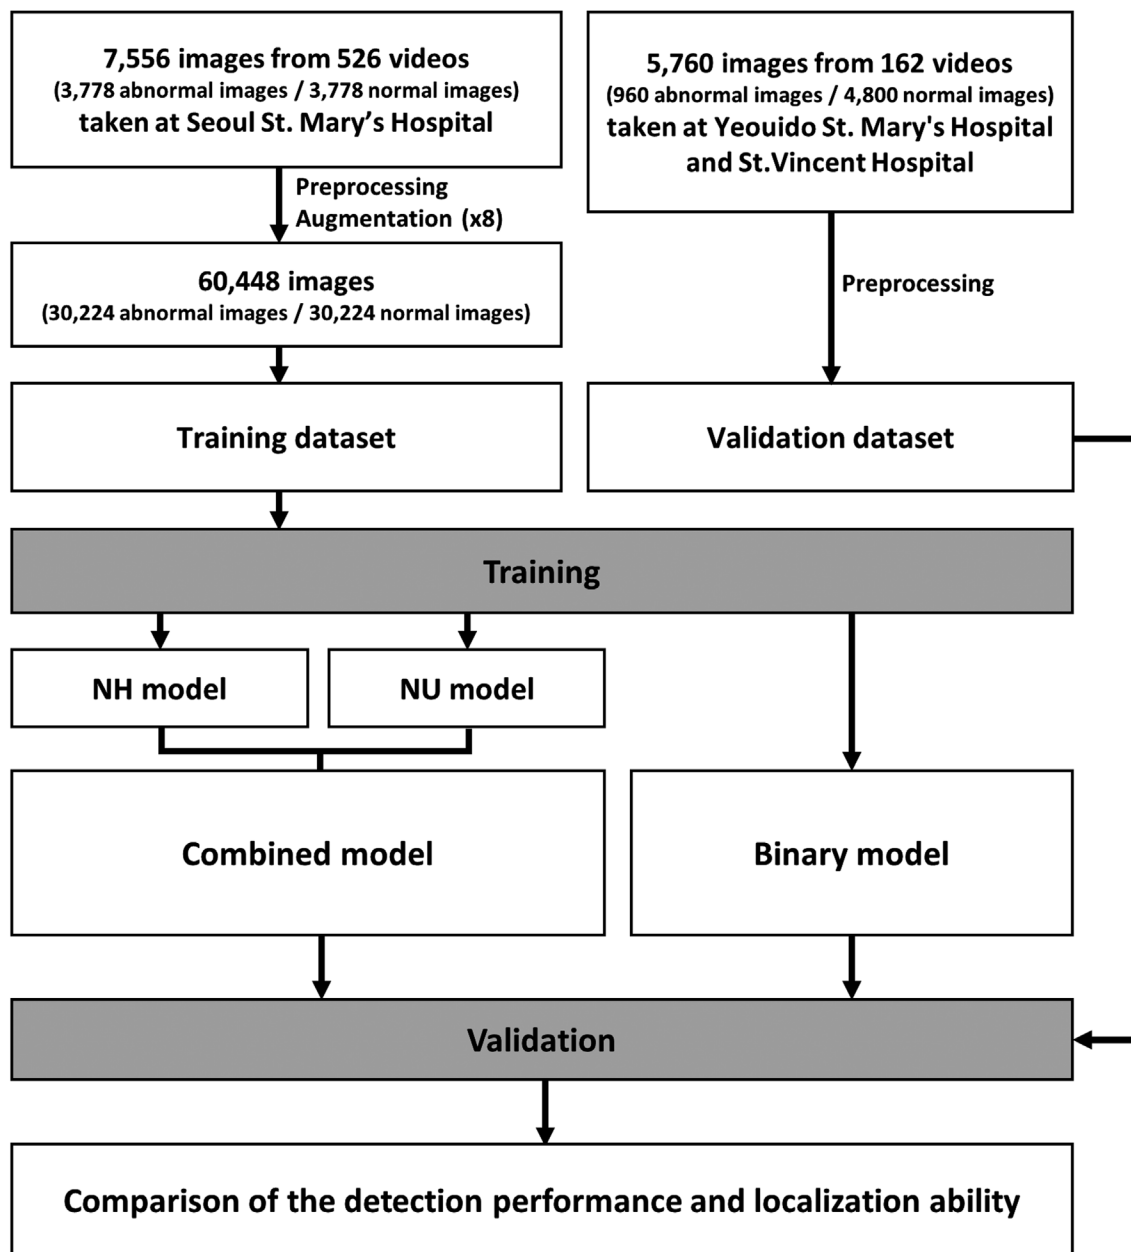 7,556 images from 526 videos
(3,778 abnormal images / 3,778 normal images)
taken at Seoul St. Mary’s Hospital
5,760 images from 162 videos
(960 abnormal images / 4,800 normal images)
taken at Yeouido St. Mary's Hospital
and St.Vincent Hospital
Preprocessing
Augmentation (x8)
60,448 images
(30,224 abnormal images / 30,224 normal images)
Preprocessing
Training dataset
Validation dataset
Training
NH model
NU model
Combined model
Binary model
Validation
Comparison of the detection performance and localization ability